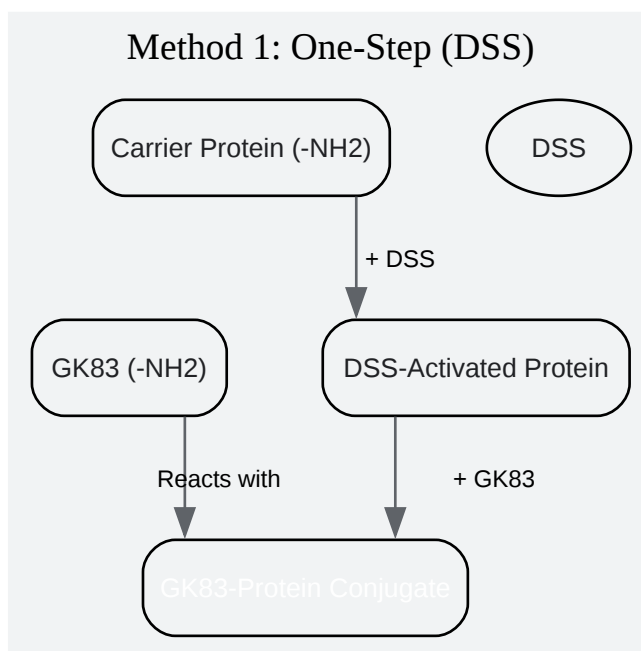 Method 1: One-Step (DSS)
Carrier Protein (-NH2)
DSS
+ DSS
GK83 (-NH2)
DSS-Activated Protein
Reacts with
+ GK83
GK83-Protein Conjugate